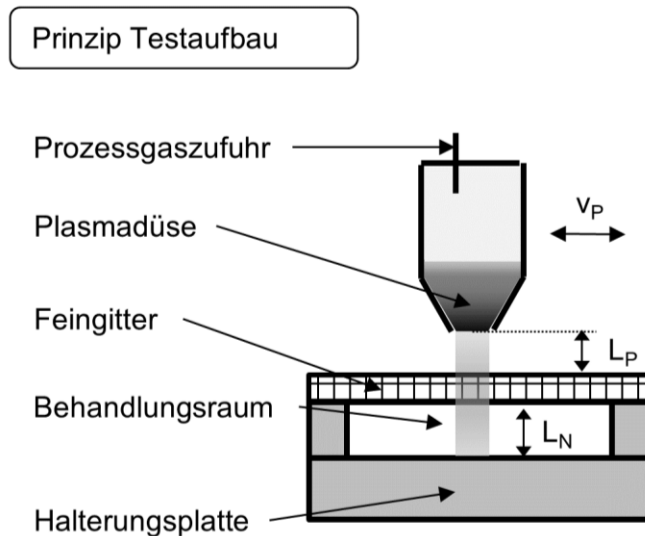 Prinzip Testaufbau
Prozessgaszufuhr
Plasmadüse
vP
Feingitter
LP
Behandlungsraum
LN
Halterungsplatte